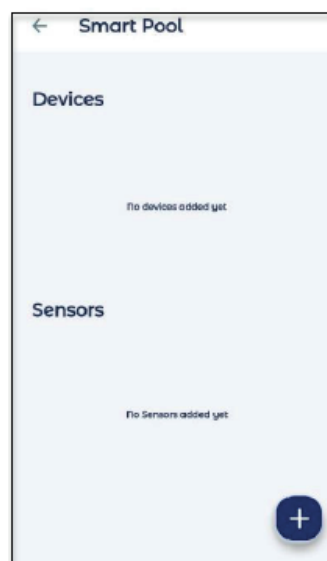 Smart Pool
Devices
No devices added yet
Sensors
No Sensors added yet